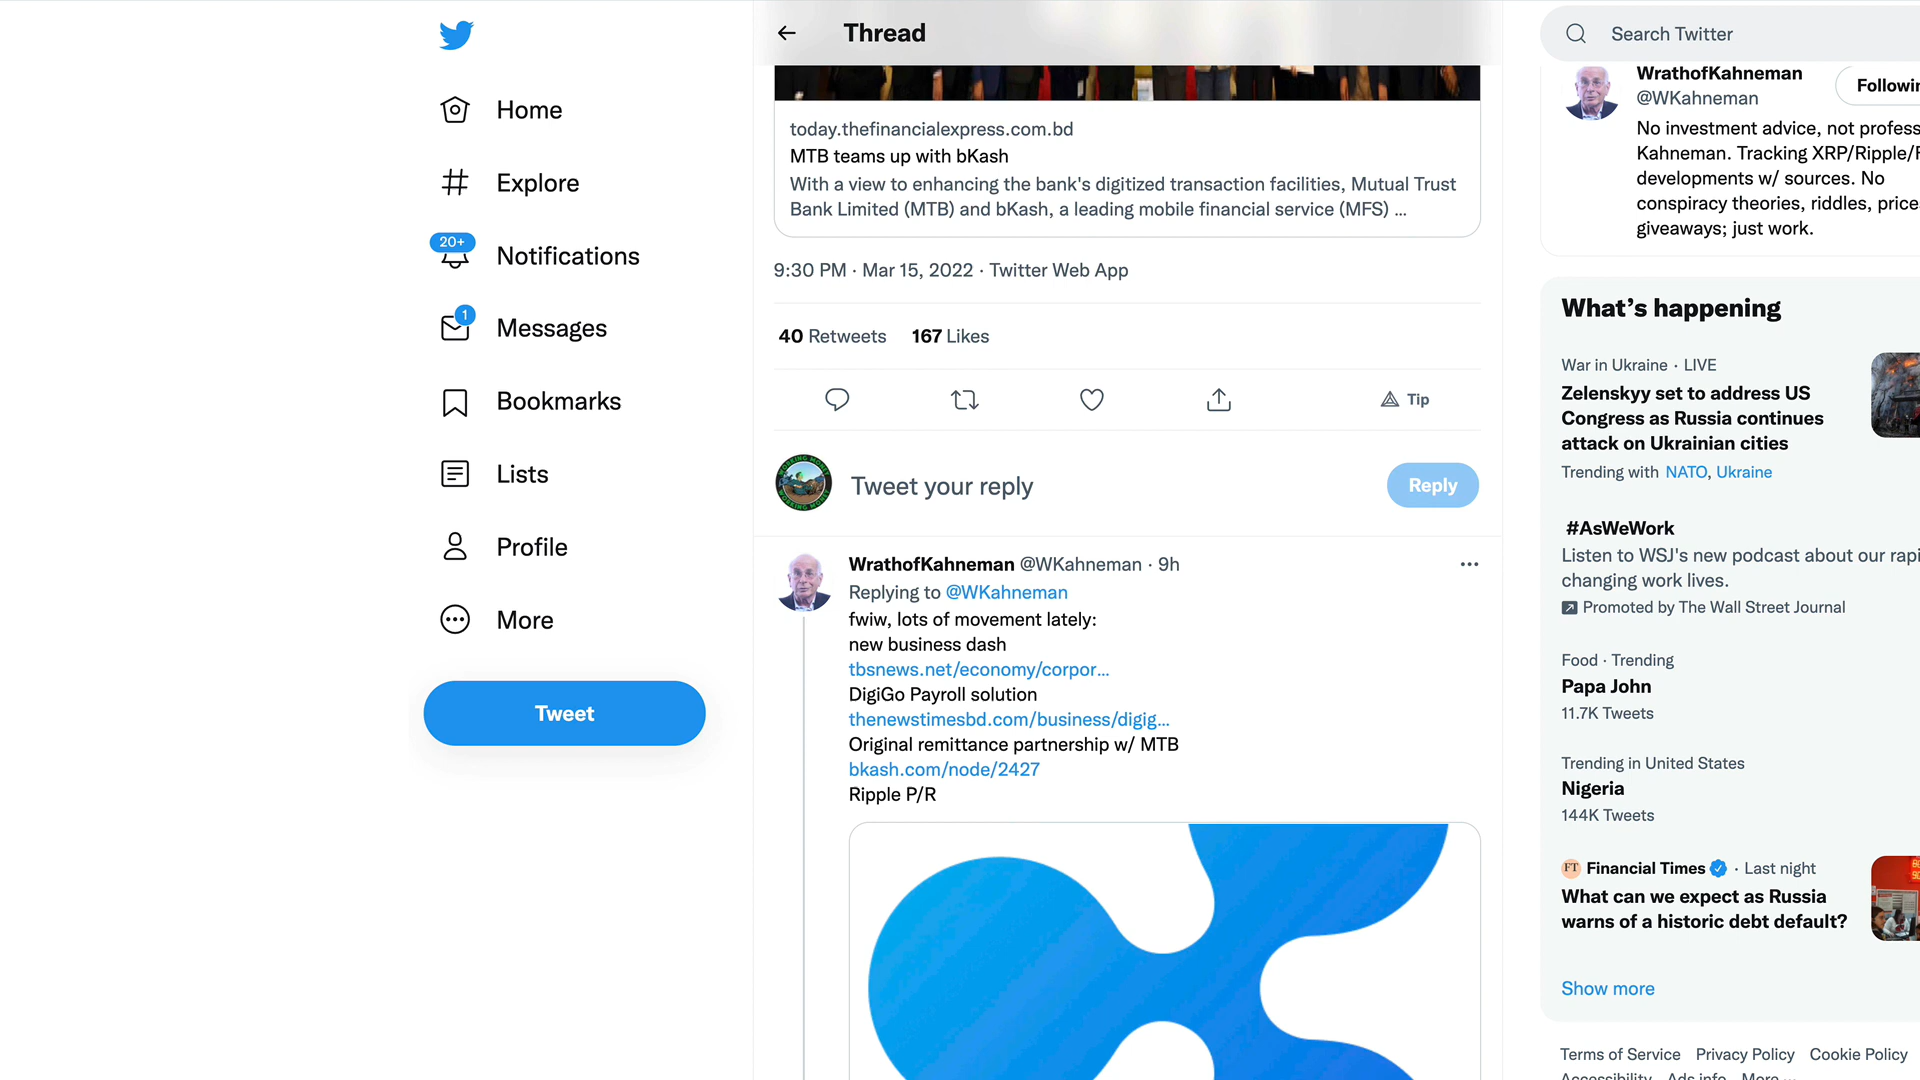 Home
Explore
20+
Notifications
1
Messages
Bookmarks
Lists
Profile
More
Tweet
Thread
today.thefinancialexpress.com.bd
MTB teams up with bKash
With a view to enhancing the bank's digitized transaction facilities, Mutual Trust
Bank Limited (MTB) and bKash, a leading mobile financial service (MFS) ...
9:30 PM · Mar 15, 2022 · Twitter Web App
40 Retweets 167 Likes
Tip
Tweet your reply
Reply
WrathofKahneman @WKahneman · 9h
Replying to @WKahneman
fwiw, lots of movement lately:
new business dash
tbsnews.net/economy/corpor...
DigiGo Payroll solution
thenewstimesbd.com/business/digig...
Original remittance partnership w/ MTB
bkash.com/node/2427
Ripple P/R
Search Twitter
WrathofKahneman
@WKahneman
Followin
No investment advice, not profess
Kahneman. Tracking XRP/Ripple/F
developments w/ sources. No
conspiracy theories, riddles, price
giveaways; just work.
What's happening
War in Ukraine · LIVE
Zelenskyy set to address US
Congress as Russia continues
attack on Ukrainian cities
Trending with NATO, Ukraine
#AsWeWork
Listen to WSJ's new podcast about our rapi
changing work lives.
Promoted by The Wall Street Journal
Food · Trending
Papa John
11.7K Tweets
Trending in United States
Nigeria
144K Tweets
FT Financial Times · Last night
What can we expect as Russia
warns of a historic debt default?
Show more
Terms of Service Privacy Policy Cookie Policy
Accessibility Ads info More ...